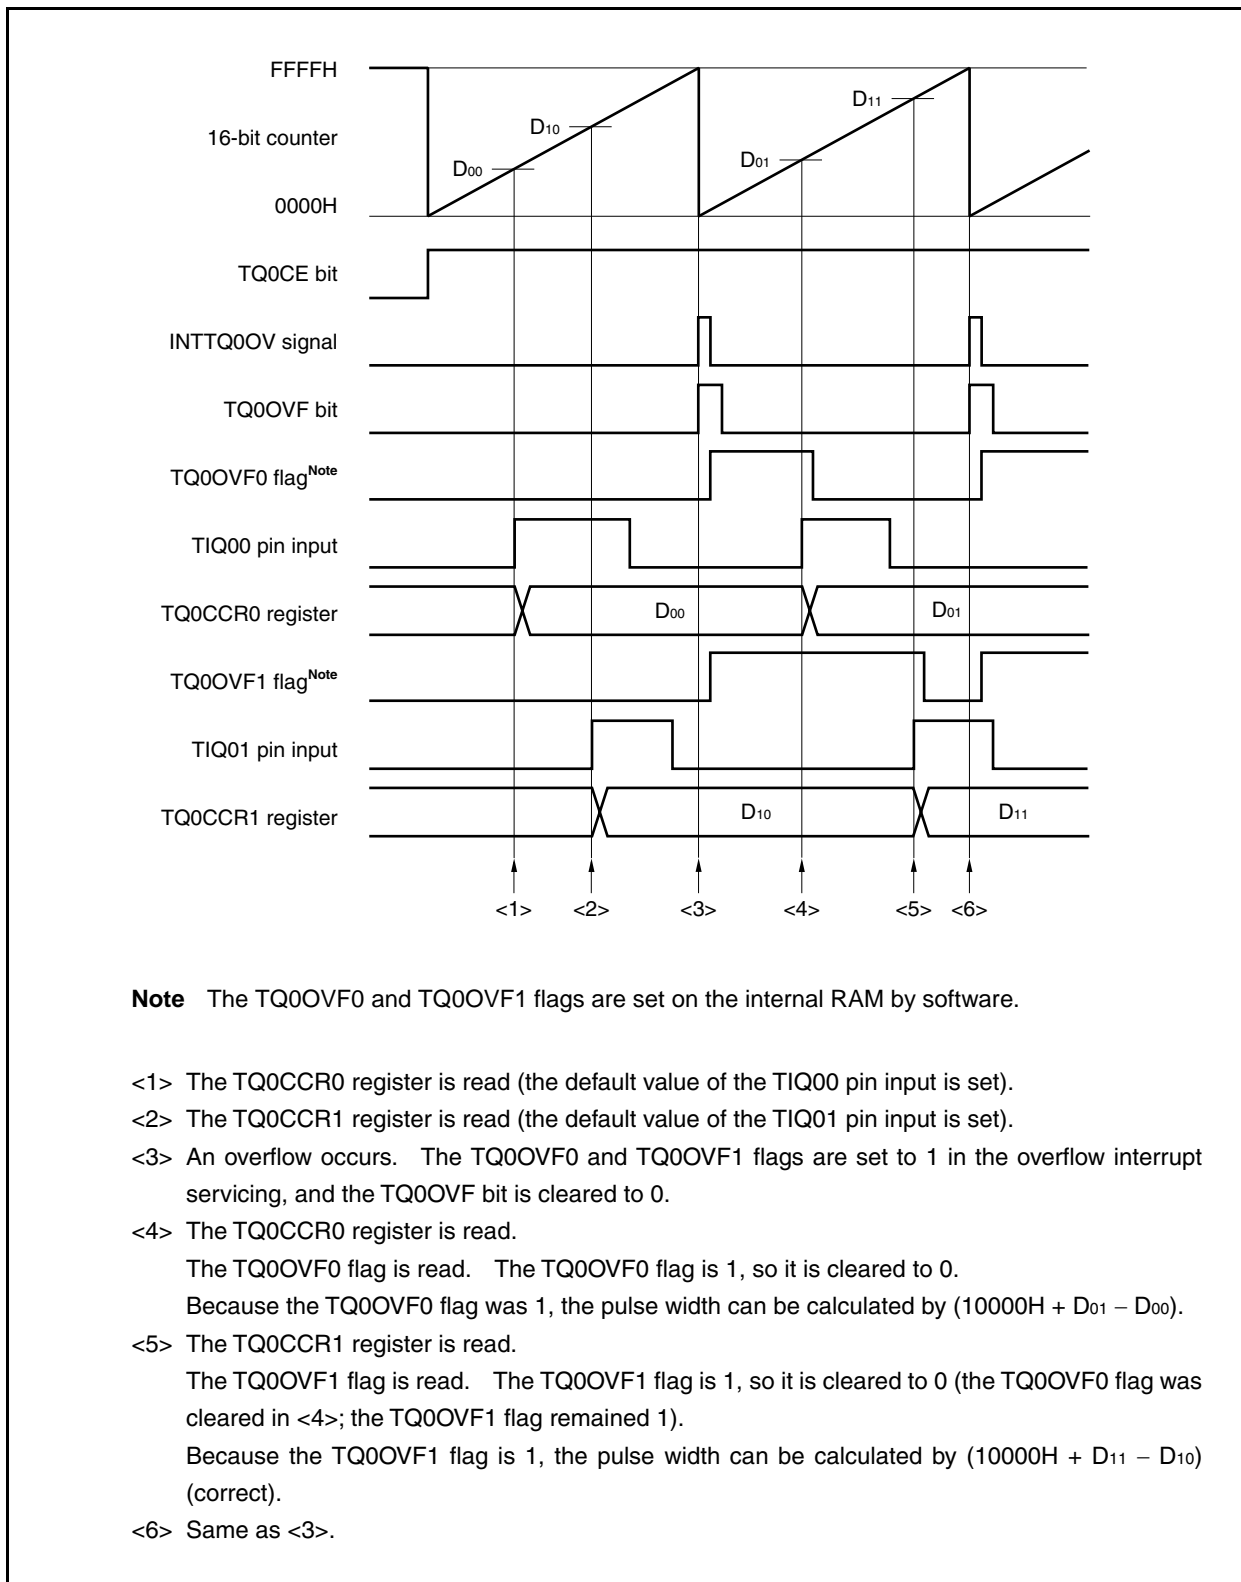 FFFFH
D11
D10
16-bit counter
D01
D00
0000H
TQ0CE bit
INTTQ0OV signal
TQ0OVF bit
TQ0OVF0 flagNote
TIQ00 pin input
TQ0CCR0 register
D00
D01
TQ0OVF1 flagNote
TIQ01 pin input
TQ0CCR1 register
D10
D11
<1> <2> <3> <4> <5> <6>
Note The TQ0OVF0 and TQ0OVF1 flags are set on the internal RAM by software.
<1> The TQ0CCR0 register is read (the default value of the TIQ00 pin input is set).
<2> The TQ0CCR1 register is read (the default value of the TIQ01 pin input is set).
<3> An overflow occurs. The TQ0OVF0 and TQ0OVF1 flags are set to 1 in the overflow interrupt
servicing, and the TQ0OVF bit is cleared to 0.
<4> The TQ0CCR0 register is read.
The TQ0OVF0 flag is read. The TQ0OVF0 flag is 1, so it is cleared to 0.
Because the TQ0OVF0 flag was 1, the pulse width can be calculated by (10000H + D01 − D00).
<5> The TQ0CCR1 register is read.
The TQ0OVF1 flag is read. The TQ0OVF1 flag is 1, so it is cleared to 0 (the TQ0OVF0 flag was
cleared in <4>; the TQ0OVF1 flag remained 1).
Because the TQ0OVF1 flag is 1, the pulse width can be calculated by (10000H + D11 − D10)
(correct).
<6> Same as <3>.